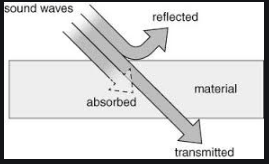 sound waves
reflected
material
absorbed
transmitted